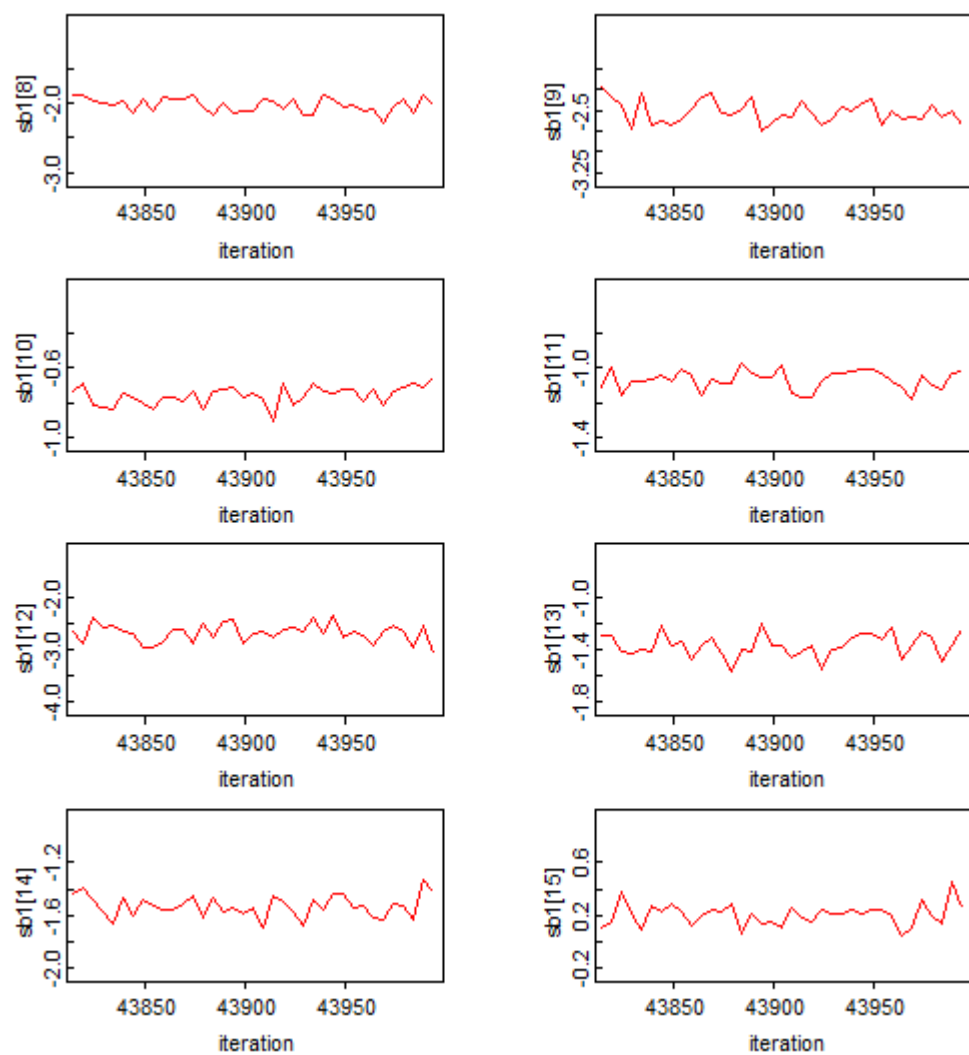 sb1[8]
-2.0
-3.0
43850 43900 43950
iteration
sb1[9]
-2.5
-3.25
43850 43900 43950
iteration
sb1[10]
-0.6
-1.0
43850 43900 43950
iteration
sb1[11]
-1.0
-1.4
43850 43900 43950
iteration
sb1[12]
-2.0
-3.0
-4.0
43850 43900 43950
iteration
sb1[13]
-1.0
-1.4
-1.8
43850 43900 43950
iteration
sb1[14]
-1.2
-1.6
-2.0
43850 43900 43950
iteration
sb1[15]
0.6
0.2
-0.2
43850 43900 43950
iteration